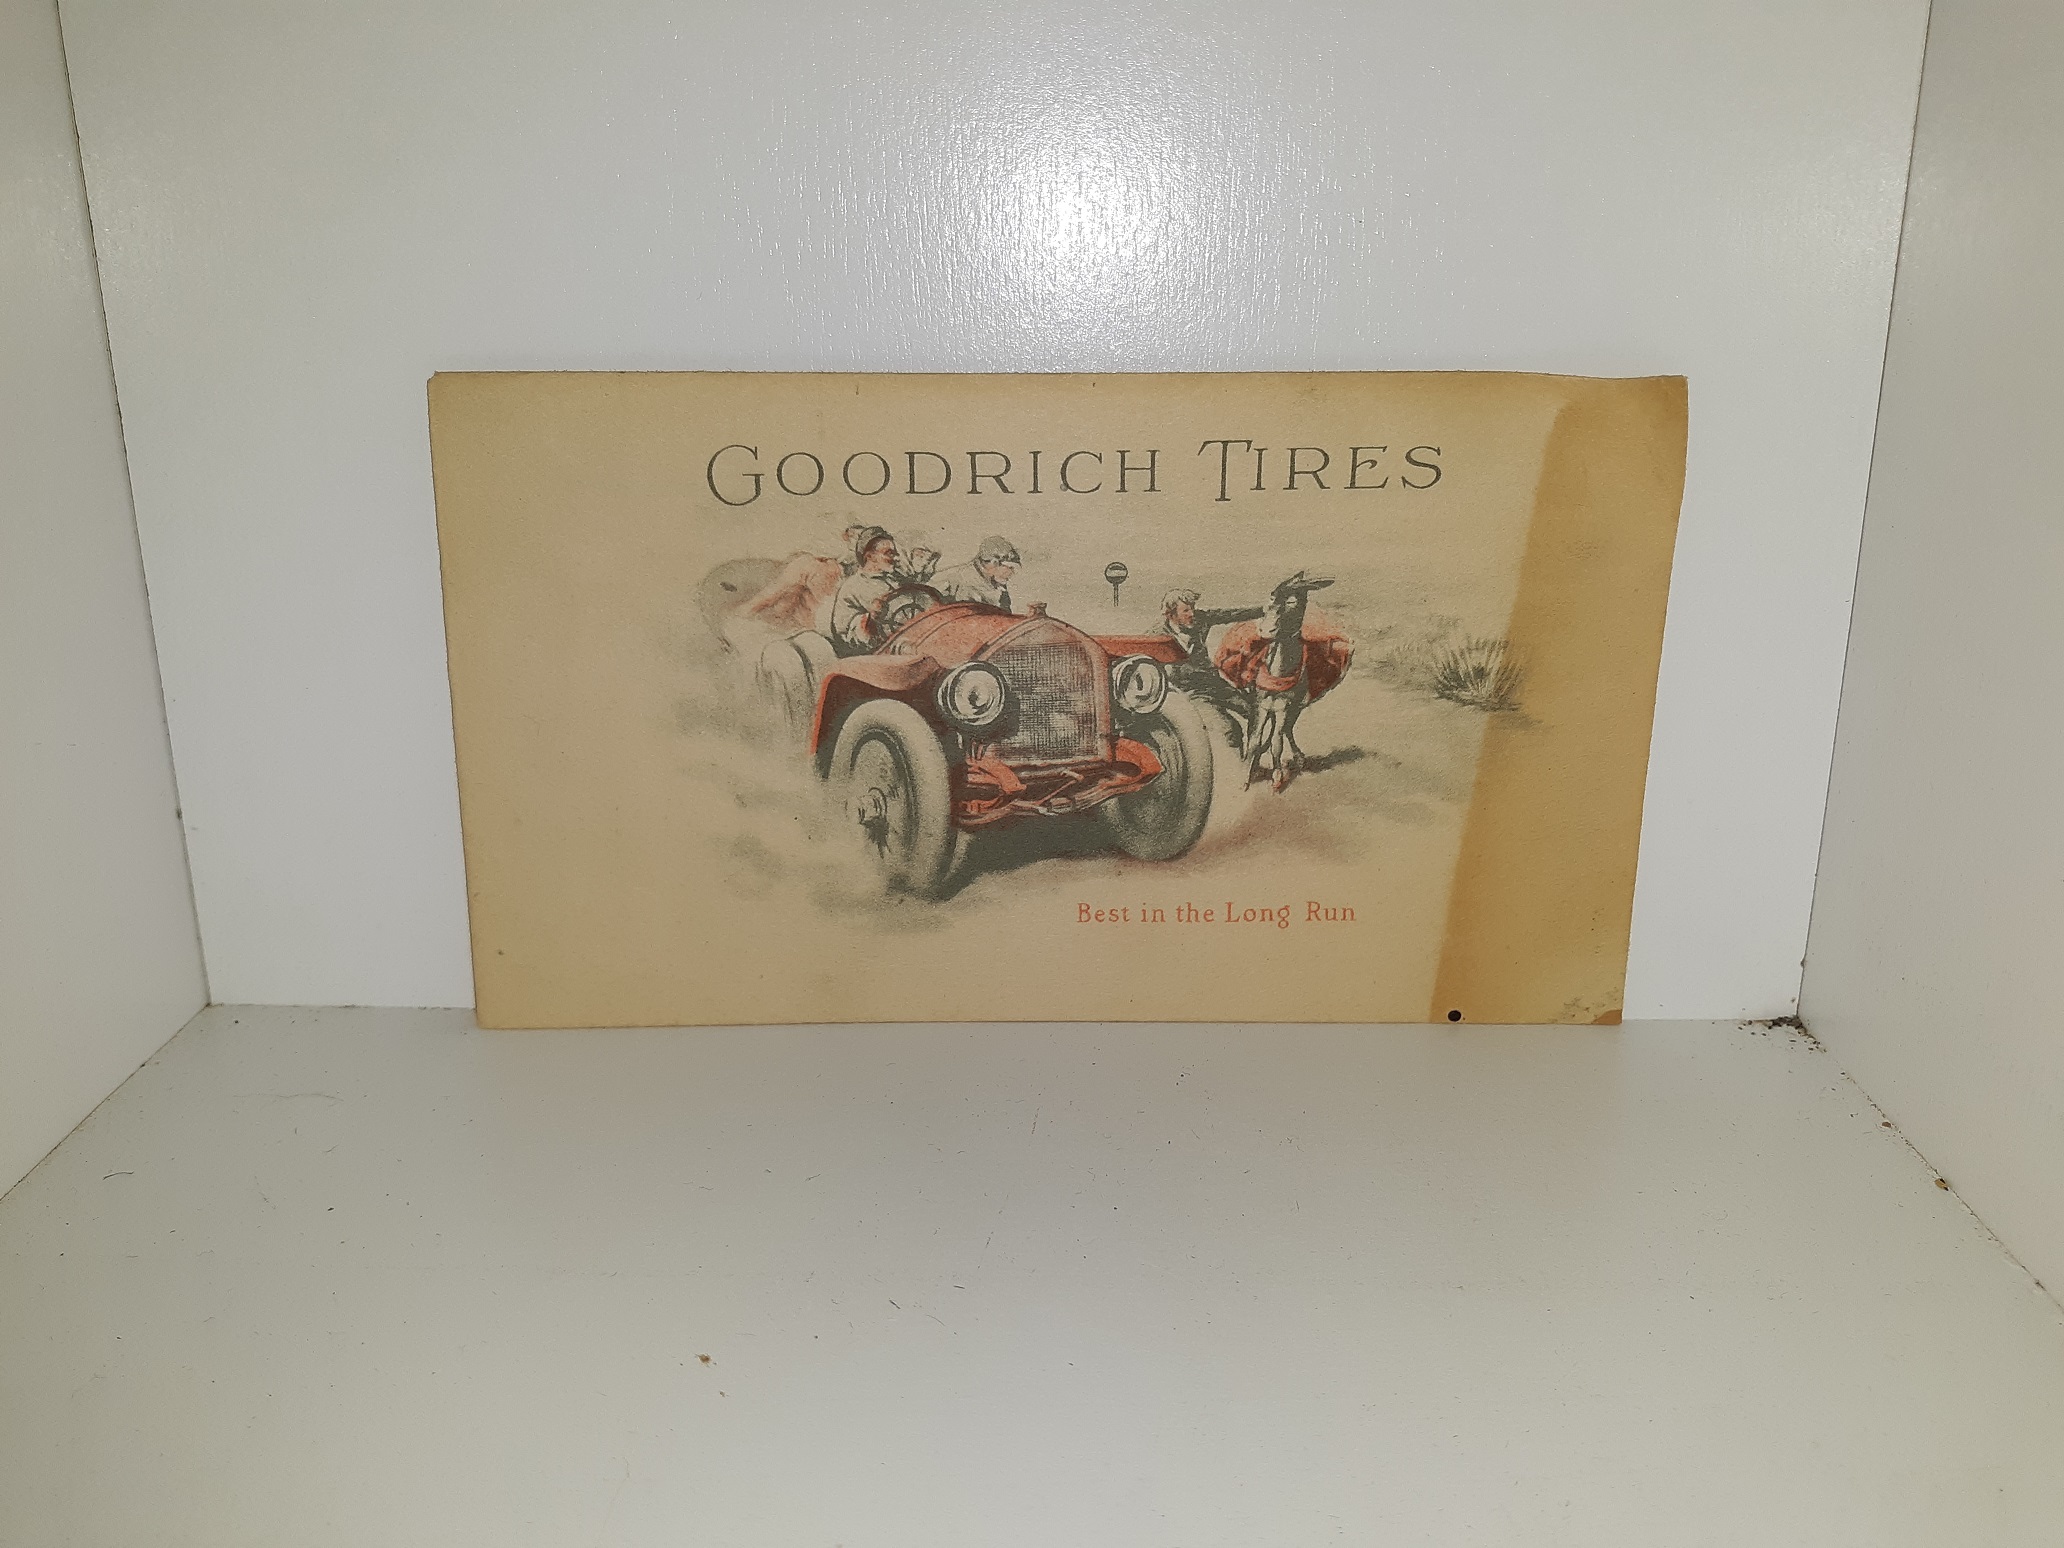 GOODRICH TIRES
Best in the Long Run